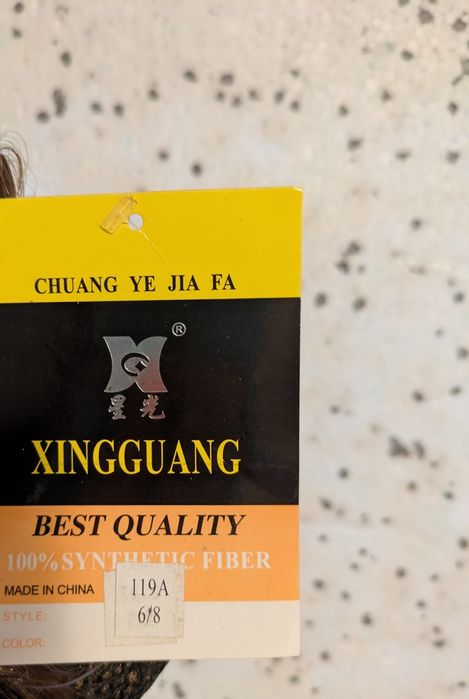 CHUANG YE JIA FA
®
星光
XINGGUANG
BEST QUALITY
100% SYNTHETIC FIBER
MADE IN CHINA
STYLE: 119A
COLOR: 6/8